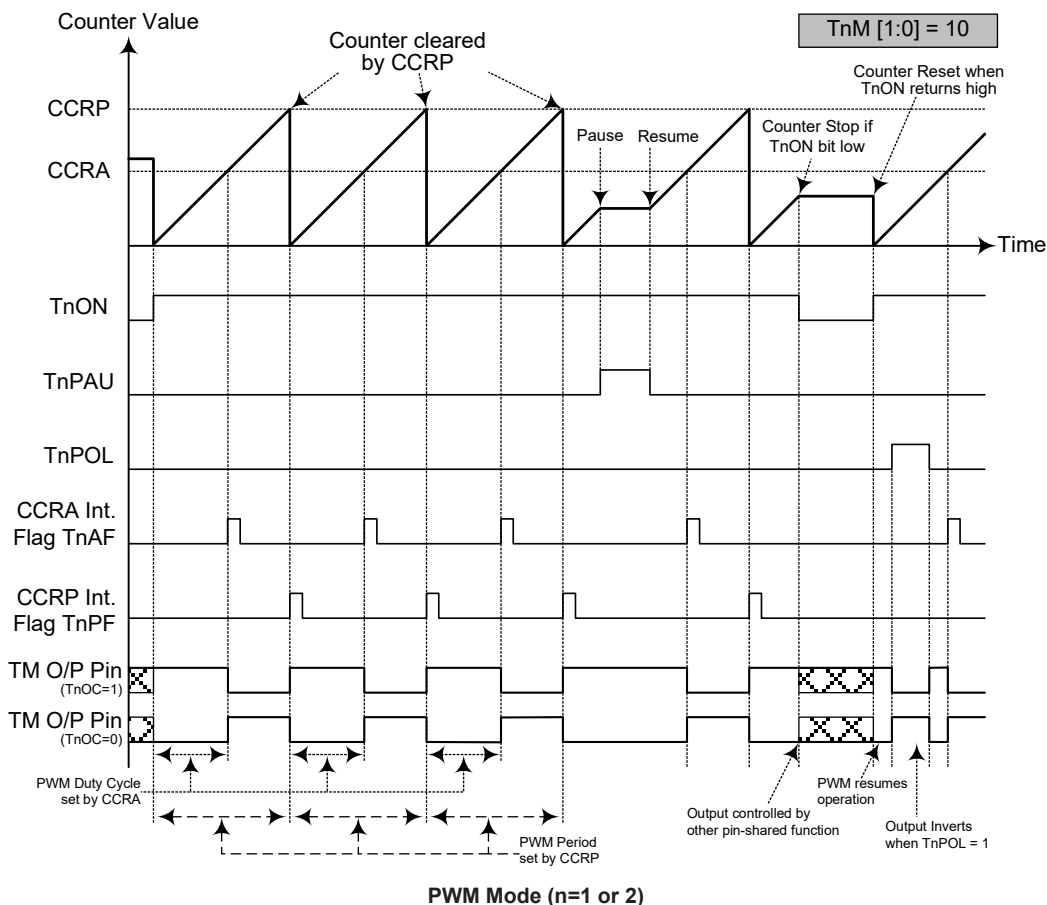 Counter Value
TnM [1:0] = 10
Counter cleared
by CCRP
Counter Reset when
TnON returns high
CCRP
Pause
Resume
Counter Stop if
TnON bit low
CCRA
Time
TnON
TnPAU
TnPOL
CCRA Int.
Flag TnAF
CCRP Int.
Flag TnPF
TM O/P Pin
(TnOC=1)
TM O/P Pin
(TnOC=0)
PWM Duty Cycle
set by CCRA
PWM resumes
operation
Output controlled by
other pin-shared function
Output Inverts
when TnPOL = 1
PWM Period
set by CCRP
PWM Mode (n=1 or 2)